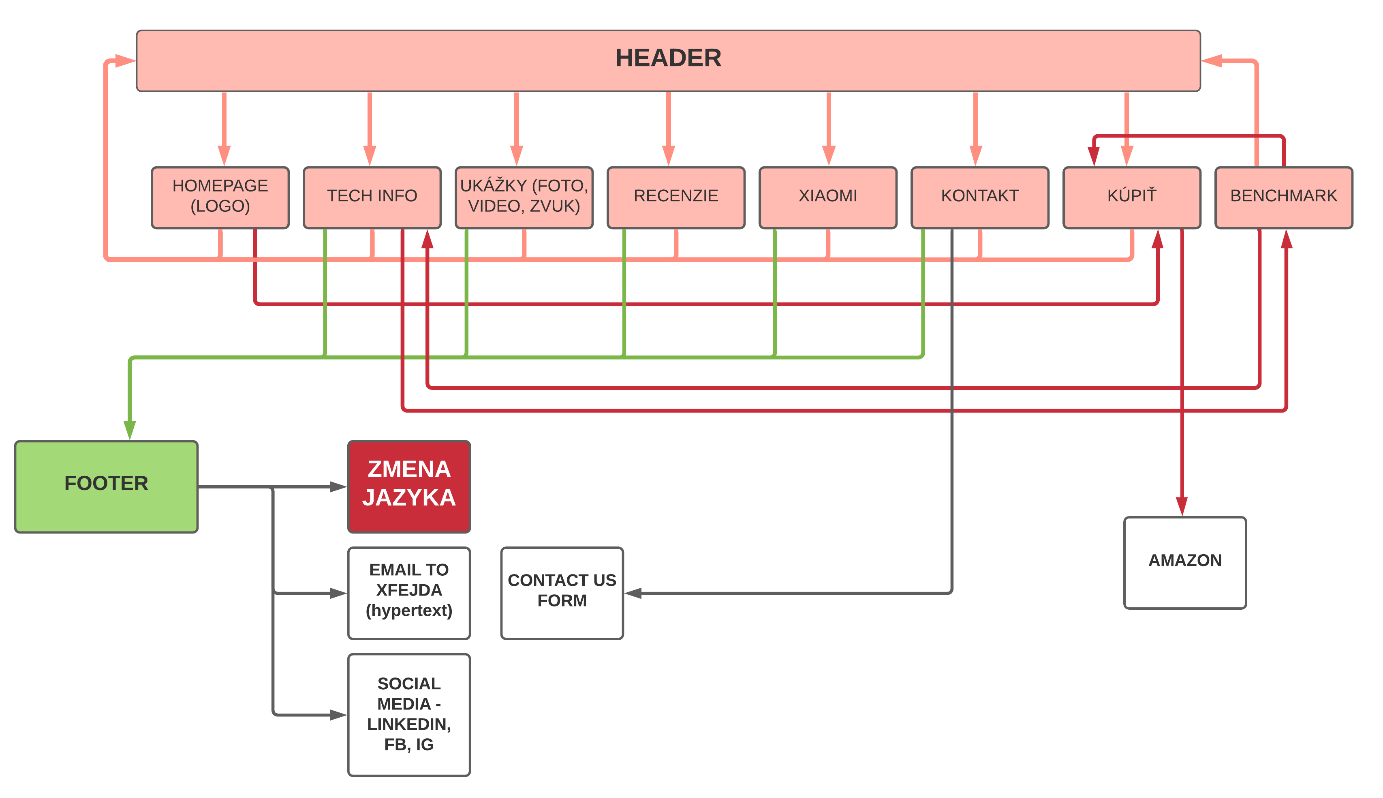 HEADER
HOMEPAGE
(LOGO)
TECH INFO
UKÁŽKY (FOTO,
VIDEO, ZVUK)
RECENZIE
XIAOMI
KONTAKT
KÚPIŤ
BENCHMARK
FOOTER
ZMENA
JAZYKA
EMAIL TO
XFEJDA
(hypertext)
CONTACT US
FORM
AMAZON
SOCIAL
MEDIA -
LINKEDIN,
FB, IG